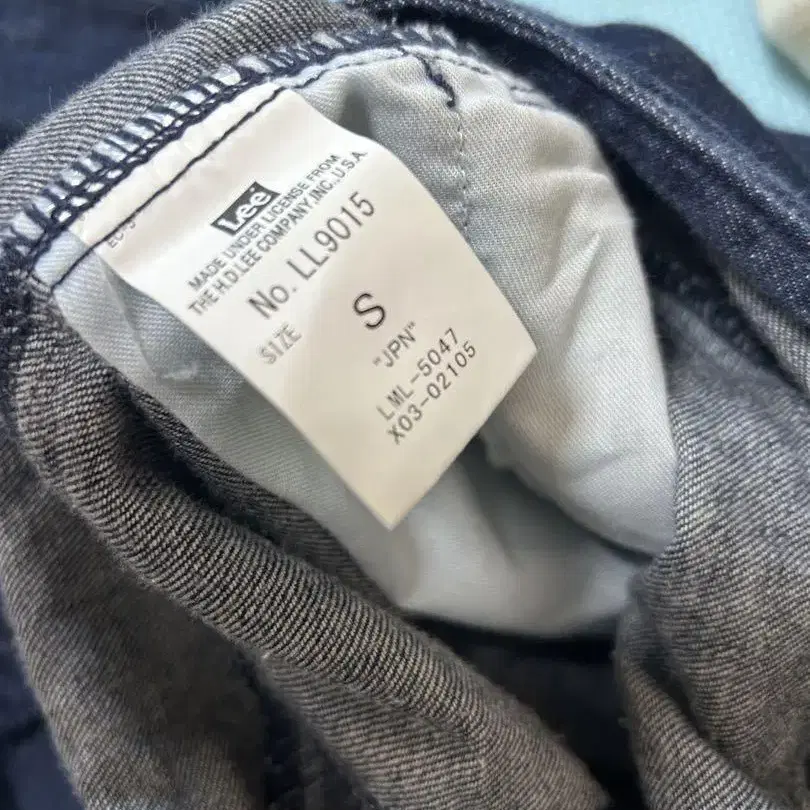 Lee
MADE UNDER LICENSE FROM
THE H.D.LEE COMPANY,INC.,U.S.A.
No. LL9015
SIZE S
"JPN"
LML-5047
X03-02105